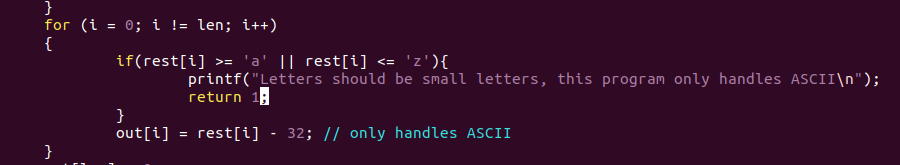 }
for (i = 0; i != len; i++)
{
if(rest[i] >= 'a' || rest[i] <= 'z'){
printf("Letters should be small letters, this program only handles ASCII\n");
return 1;
}
out[i] = rest[i] - 32; // only handles ASCII
}